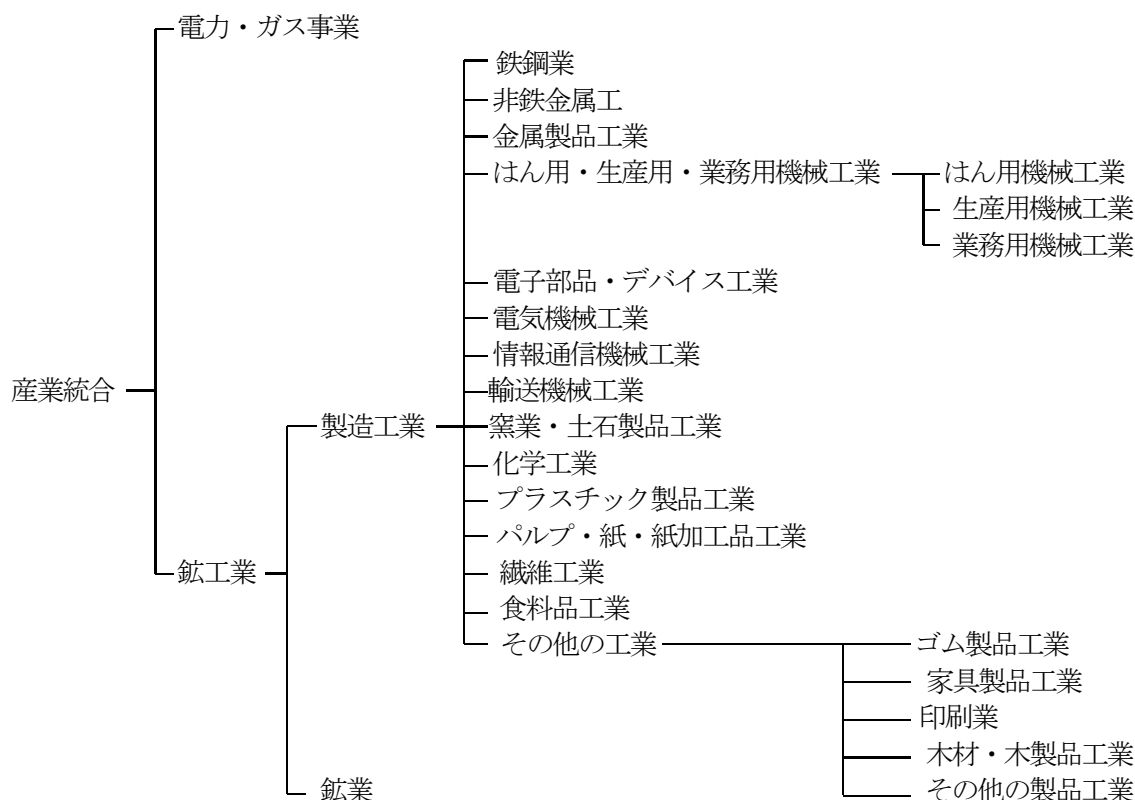 電力・ガス事業
鉄鋼業
非鉄金属工
金属製品工業
はん用・生産用・業務用機械工業
はん用機械工業
生産用機械工業
業務用機械工業
電子部品・デバイス工業
電気機械工業
情報通信機械工業
産業統合
輸送機械工業
製造工業
窯業・土石製品工業
化学工業
プラスチック製品工業
パルプ・紙・紙加工品工業
鉱工業
繊維工業
食料品工業
その他の工業
ゴム製品工業
家具製品工業
印刷業
木材・木製品工業
鉱業
その他の製品工業